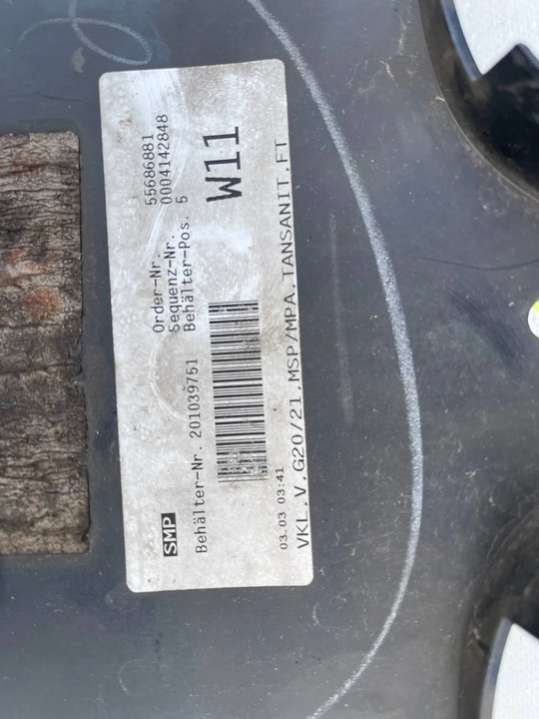 SMP
Order-Nr. 55686881
Sequenz-Nr. 0004142848
Behälter-Nr. 201039751 Behälter-Pos. 5
W11
03.03 03:41
VKL.V.G20/21.MSP/MPA.TANSANIT.FT